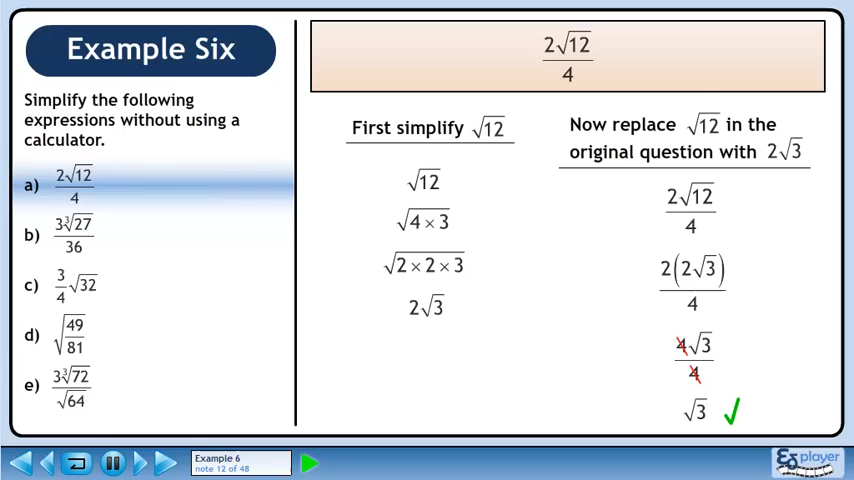 Example Six
Simplify the following
expressions without using a
calculator.
a) 2√12/4
b) 3∛27/36
c) 3/4 √32
d) √(49/81)
e) 3∛72/√64
2√12/4
First simplify √12
√12
√(4 × 3)
√(2 × 2 × 3)
2√3
Now replace √12 in the
original question with 2√3
2√12/4
2(2√3)/4
4√3/4
√3 ✓
Example 6
note 12 of 48
player